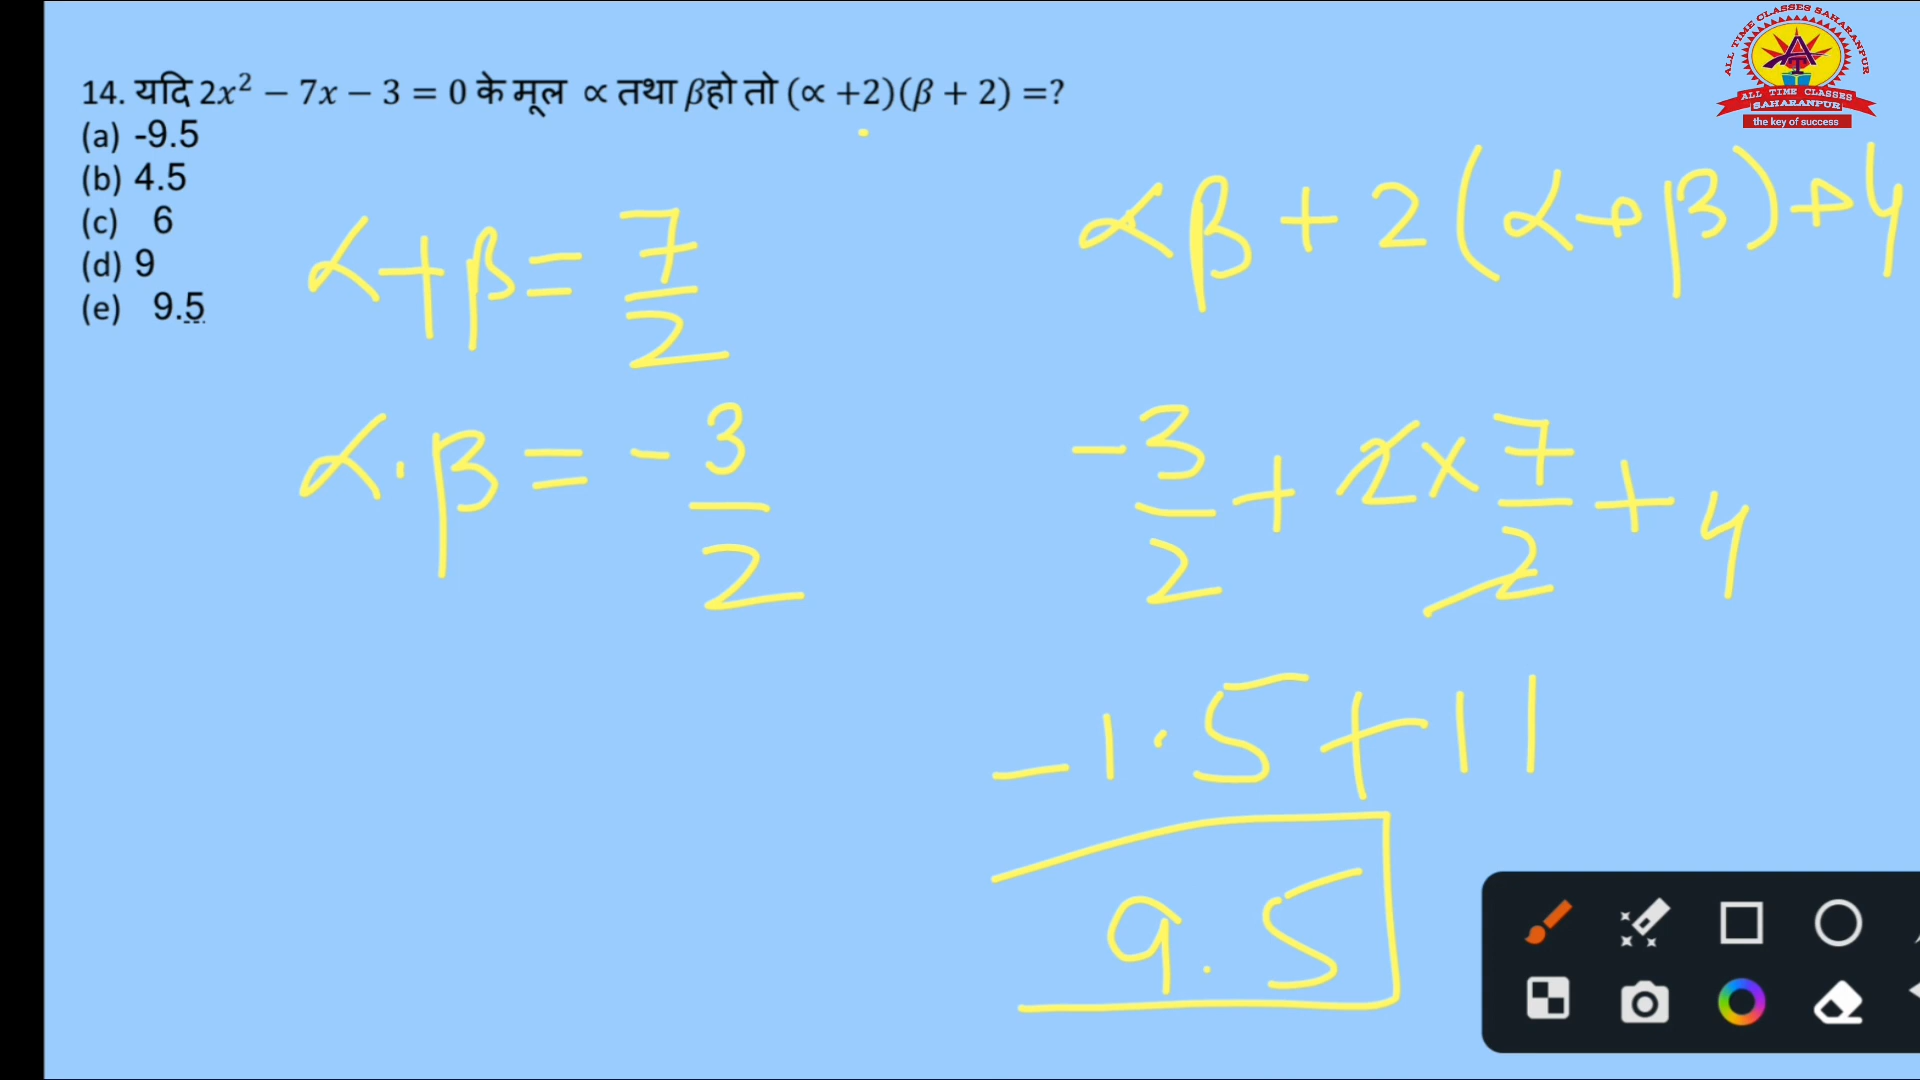 14. यदि 2x² − 7x − 3 = 0 के मूल ∝ तथा βहो तो (∝ +2)(β + 2) =?
(a) -9.5
(b) 4.5
(c) 6
(d) 9
(e) 9.5
α+β = 7/2
α·β = -3/2
αβ + 2(α+β)+4
-3/2 + 2×7/2 + 4
-1.5+11
9.5
ALL TIME CLASSES SAHARANPUR
A
T
ALL TIME CLASSES
SAHARANPUR
the key of success